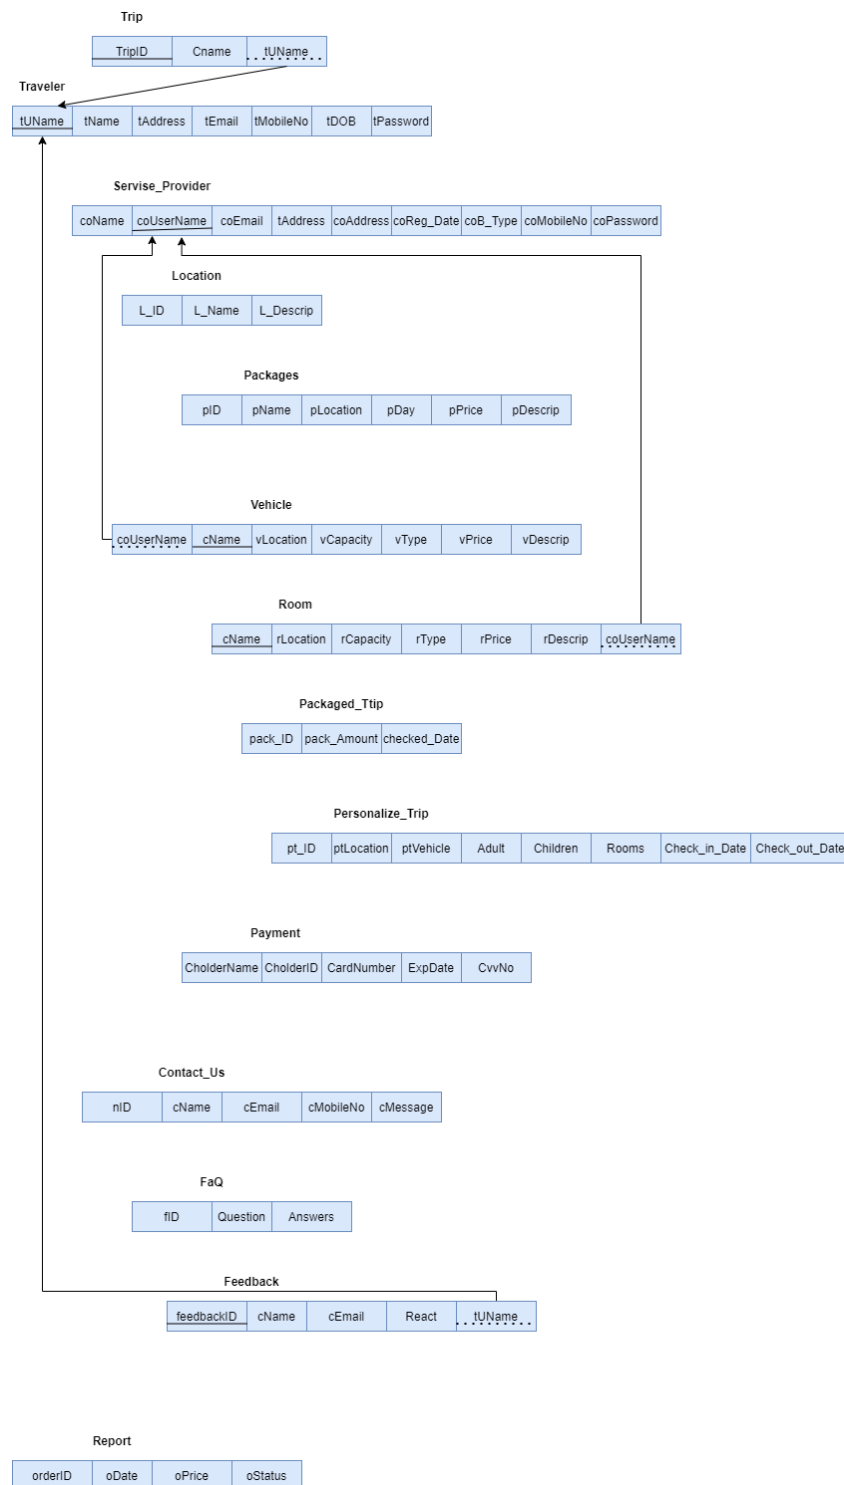 Trip
TripID Cname tUName
Traveler
tUName tName tAddress tEmail tMobileNo tDOB tPassword
Servise_Provider
coName coUserName coEmail tAddress coAddress coReg_Date coB_Type coMobileNo coPassword
Location
L_ID L_Name L_Descrip
Packages
pID pName pLocation pDay pPrice pDescrip
Vehicle
coUserName cName vLocation vCapacity vType vPrice vDescrip
Room
cName rLocation rCapacity rType rPrice rDescrip coUserName
Packaged_Ttip
pack_ID pack_Amount checked_Date
Personalize_Trip
pt_ID ptLocation ptVehicle Adult Children Rooms Check_in_Date Check_out_Date
Payment
CholderName CholderID CardNumber ExpDate CvvNo
Contact_Us
nID cName cEmail cMobileNo cMessage
FaQ
fID Question Answers
Feedback
feedbackID cName cEmail React tUName
Report
orderID oDate oPrice oStatus